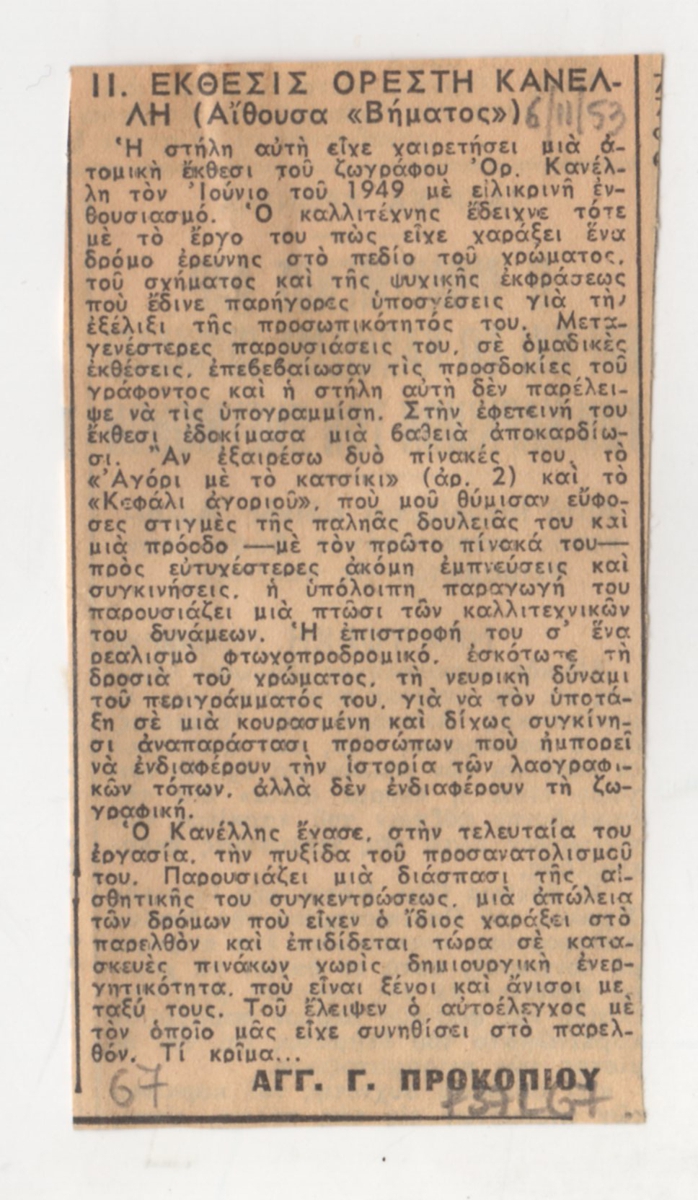 ΙΙ. ΕΚΘΕΣΙΣ ΟΡΕΣΤΗ ΚΑΝΕΛ-
ΛΗ (Αἴθουσα «Βήματος») 6/11/53
Ἡ στήλη αὐτὴ εἶχε χαιρετήσει μιὰ ἀ-
τομικὴ ἔκθεσι τοῦ ζωγράφου Ὀρ. Κανέλ-
λη τὸν Ἰούνιο τοῦ 1949 μὲ εἰλικρινῆ ἐν-
θουσιασμό. Ὁ καλλιτέχνης ἔδειχνε τότε
μὲ τὸ ἔργο του πὼς εἶχε χαράξει ἕνα
δρόμο ἐρεύνης στὸ πεδίο τοῦ χρώματος,
τοῦ σχήματος καὶ τῆς ψυχικῆς ἐκφράσεως
ποὺ ἔδινε παρήγορες ὑποσχέσεις γιὰ τὴν
ἐξέλιξι τῆς προσωπικότητός του. Μετα-
γενέστερες παρουσιάσεις του, σὲ ὁμαδικὲς
ἐκθέσεις, ἐπεβεβαίωσαν τὶς προσδοκίες τοῦ
γράφοντος καὶ ἡ στήλη αὐτὴ δὲν παρέλει-
ψε νὰ τὶς ὑπογραμμίση. Στὴν ἐφετεινή του
ἔκθεσι ἐδοκίμασα μιὰ βαθειὰ ἀποκαρδίω-
σι. Ἂν ἐξαιρέσω δυὸ πίνακές του, τὸ
«Ἀγόρι μὲ τὸ κατσίκι» (ἀρ. 2) καὶ τὸ
«Κεφάλι ἀγοριοῦ», ποὺ μοῦ θύμισαν εὔφο-
ρες στιγμὲς τῆς παληᾶς δουλειᾶς του καὶ
μιὰ πρόοδο —μὲ τὸν πρῶτο πίνακά του—
πρὸς εὐτυχέστερες ἀκόμη ἐμπνεύσεις καὶ
συγκινήσεις, ἡ ὑπόλοιπη παραγωγή του
παρουσιάζει μιὰ πτῶσι τῶν καλλιτεχνικῶν
του δυνάμεων. Ἡ ἐπιστροφή του σ' ἕνα
ρεαλισμὸ φτωχοπροδρομικό, ἐσκότωσε τὴ
δροσιὰ τοῦ χρώματος, τὴ νευρικὴ δύναμι
τοῦ περιγράμματός του, γιὰ νὰ τὸν ὑποτά-
ξη σὲ μιὰ κουρασμένη καὶ δίχως συγκίνη-
σι ἀναπαράστασι προσώπων ποὺ ἠμπορεῖ
νὰ ἐνδιαφέρουν τὴν ἱστορία τῶν λαογραφι-
κῶν τόπων, ἀλλὰ δὲν ἐνδιαφέρουν τὴ ζω-
γραφική.
Ὁ Κανέλλης ἔχασε, στὴν τελευταία του
ἐργασία, τὴν πυξίδα τοῦ προσανατολισμοῦ
του. Παρουσιάζει μιὰ διάσπασι τῆς αἰ-
σθητικῆς του συγκεντρώσεως, μιὰ ἀπώλεια
τῶν δρόμων ποὺ εἶχεν ὁ ἴδιος χαράξει στὸ
παρελθὸν καὶ ἐπιδίδεται τώρα σὲ κατα-
σκευὲς πινάκων χωρὶς δημιουργικὴ ἐνερ-
γητικότητα, ποὺ εἶναι ξένοι καὶ ἄνισοι με-
ταξύ τους. Τοῦ ἔλειψεν ὁ αὐτοέλεγχος μὲ
τὸν ὁποῖο μᾶς εἶχε συνηθίσει στὸ παρελ-
θόν. Τί κρῖμα...
ΑΓΓ. Γ. ΠΡΟΚΟΠΙΟΥ
67